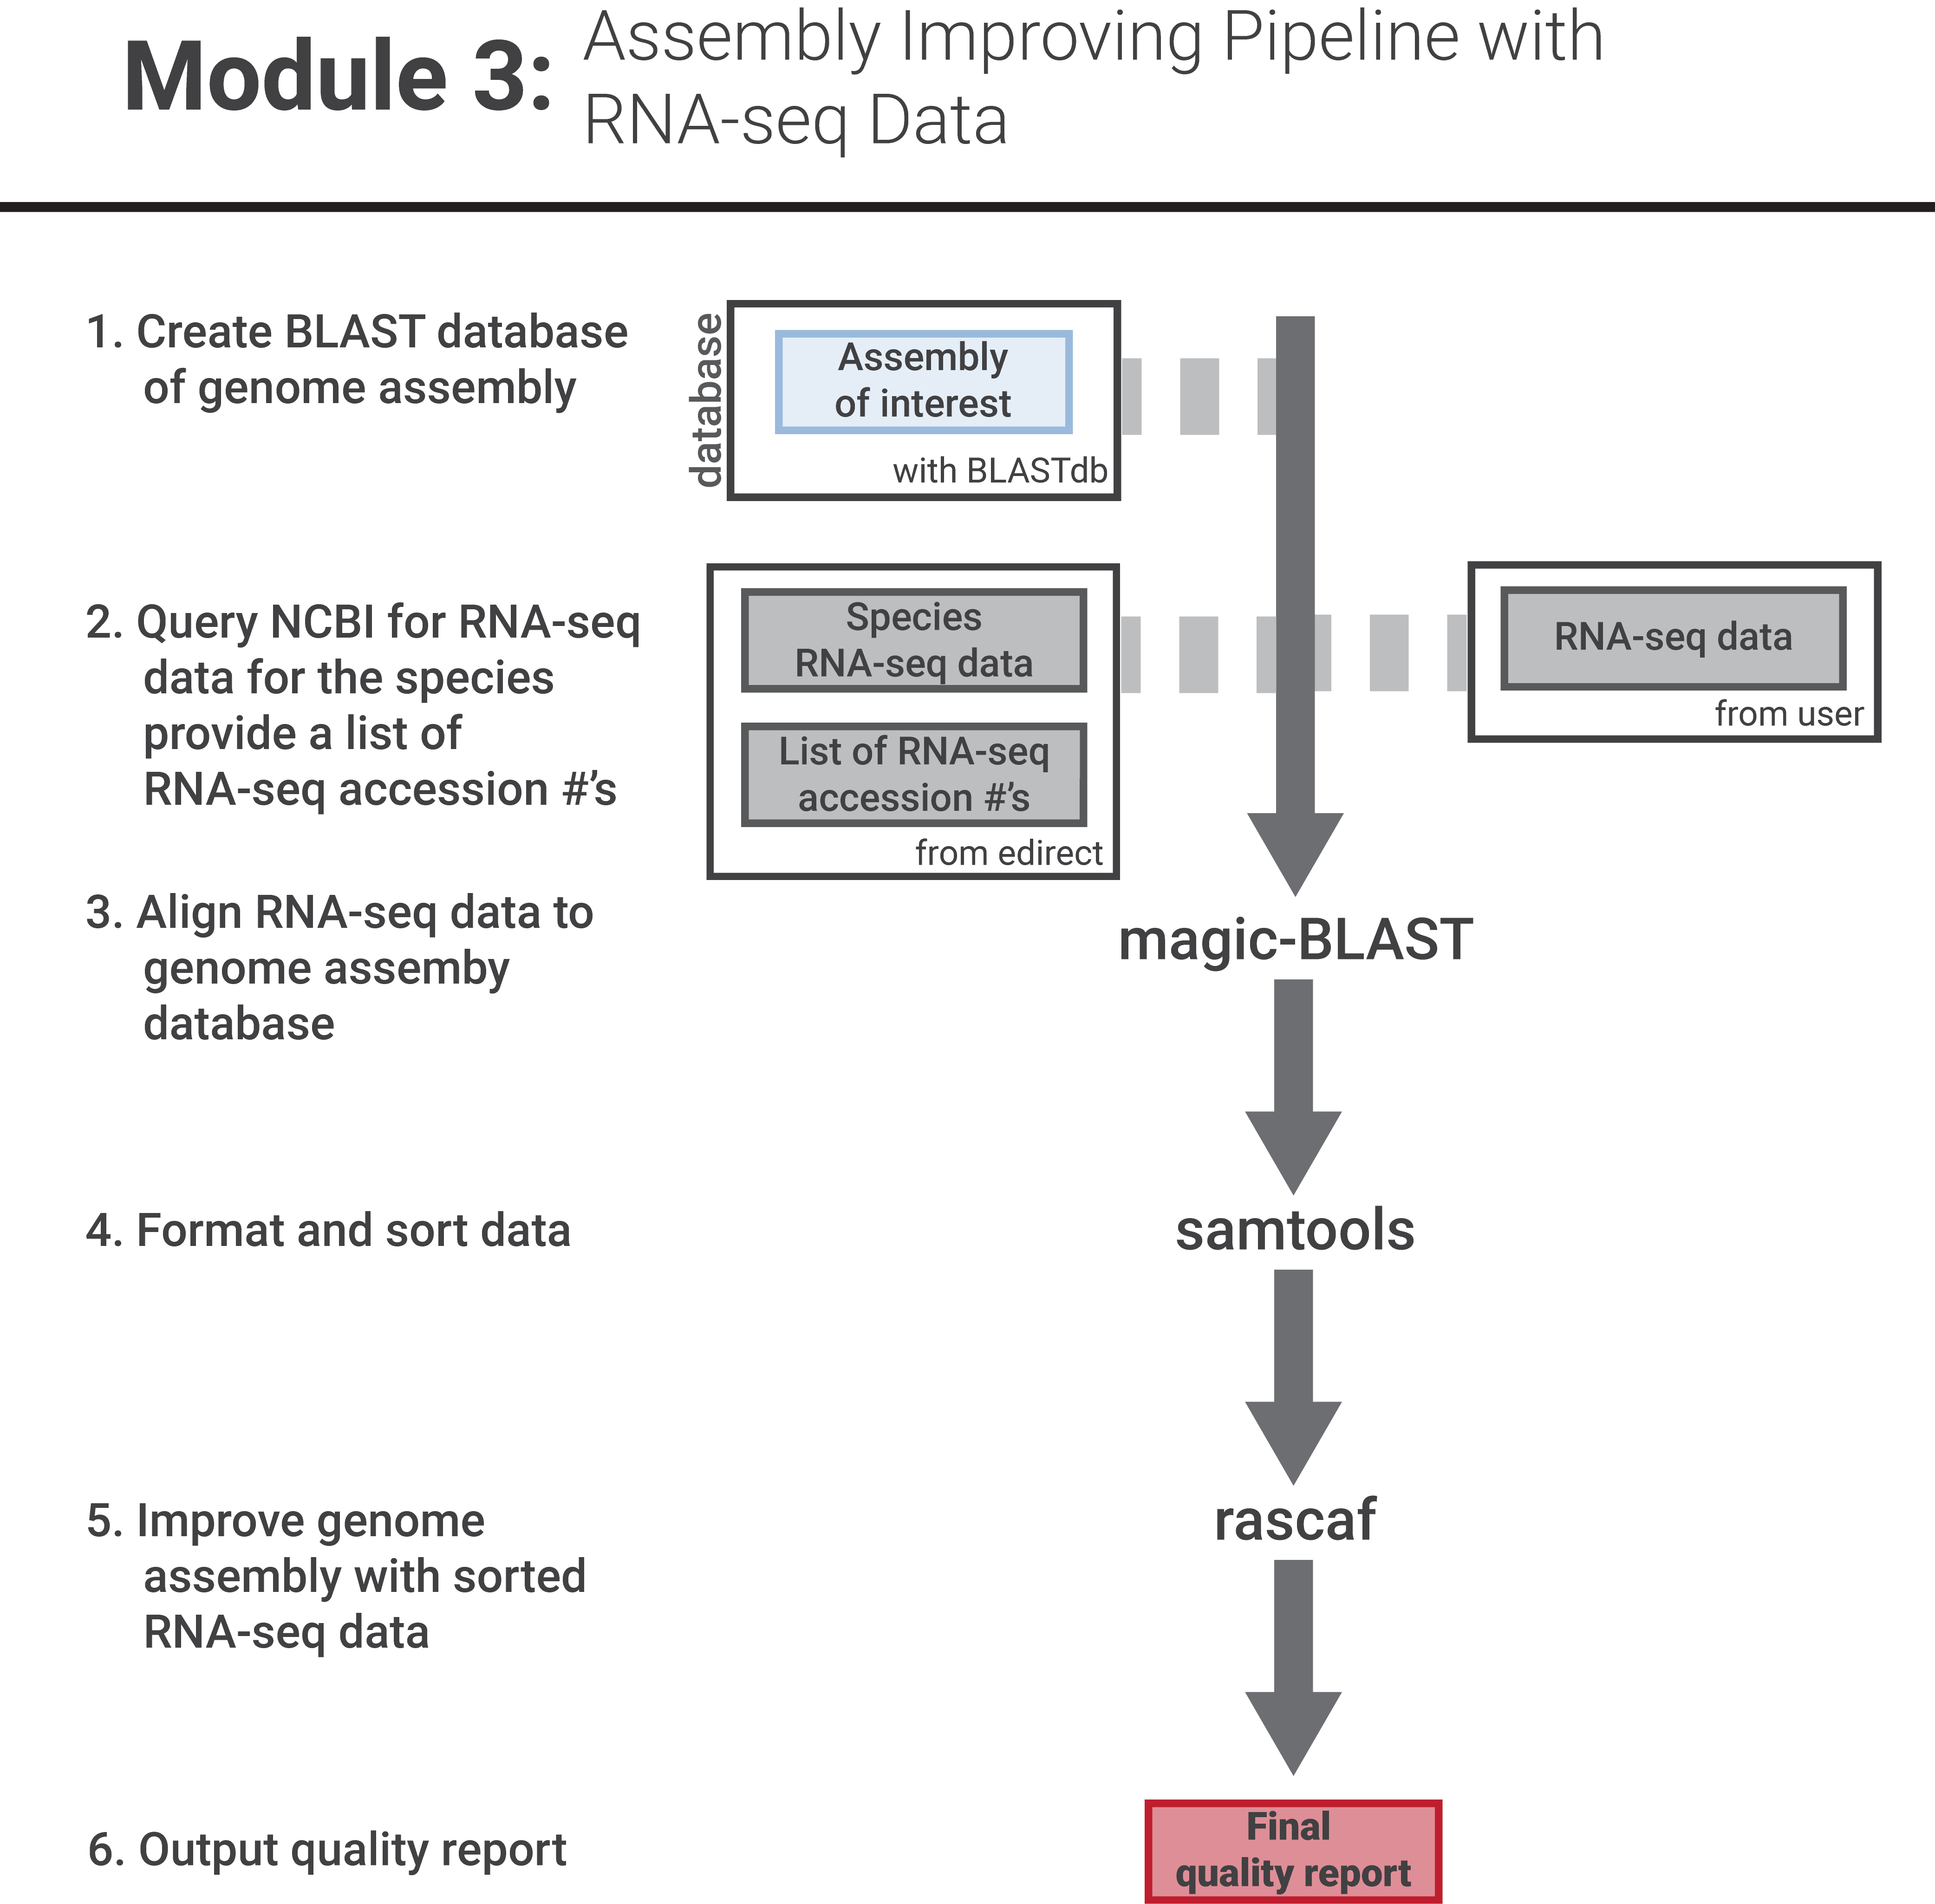 Module 3:
Assembly Improving Pipeline with
RNA-seq Data
1. Create BLAST database
of genome assembly
database
Assembly
of interest
with BLASTdb
2. Query NCBI for RNA-seq
data for the species
provide a list of
RNA-seq accession #’s
Species
RNA-seq data
List of RNA-seq
accession #’s
from edirect
RNA-seq data
from user
3. Align RNA-seq data to
genome assemby
database
magic-BLAST
4. Format and sort data
samtools
5. Improve genome
assembly with sorted
RNA-seq data
rascaf
6. Output quality report
Final
quality report